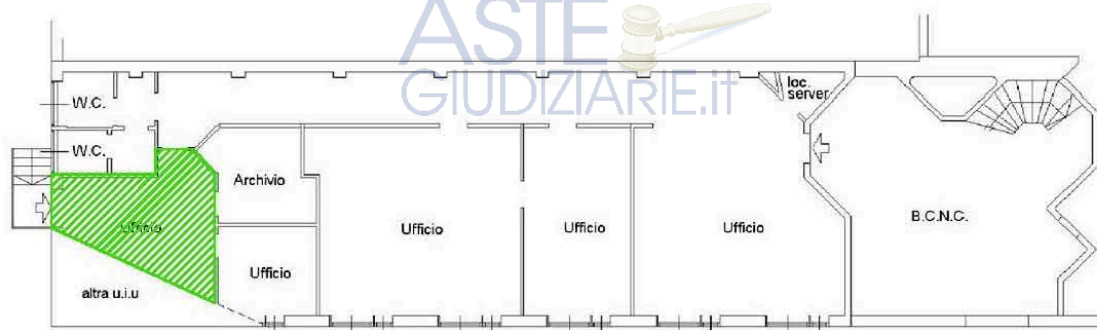 ASTE
GIUDIZIARIE.it
W.C.
loc.
server
W.C.
Archivio
Ufficio
Ufficio
Ufficio
Ufficio
B.C.N.C.
Ufficio
altra u.i.u